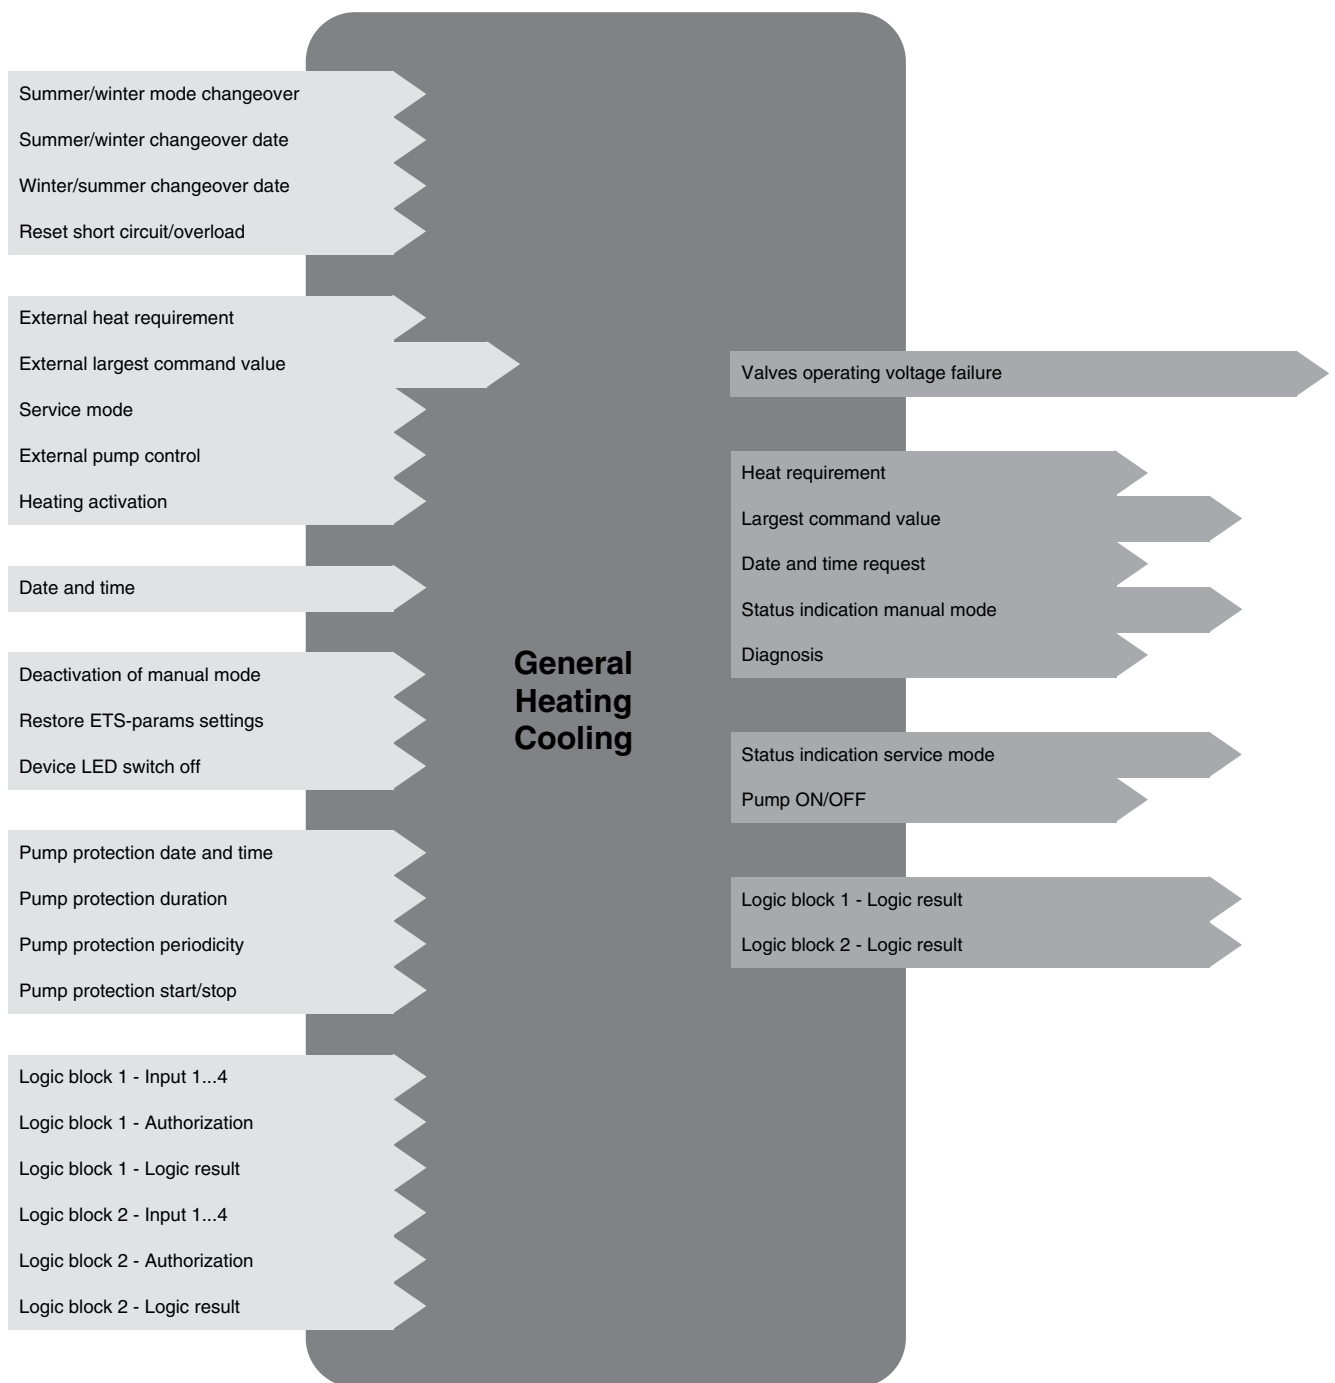 Summer/winter mode changeover
Summer/winter changeover date
Winter/summer changeover date
Reset short circuit/overload
External heat requirement
External largest command value
Service mode
External pump control
Heating activation
Date and time
Deactivation of manual mode
Restore ETS-params settings
Device LED switch off
Pump protection date and time
Pump protection duration
Pump protection periodicity
Pump protection start/stop
Logic block 1 - Input 1...4
Logic block 1 - Authorization
Logic block 1 - Logic result
Logic block 2 - Input 1...4
Logic block 2 - Authorization
Logic block 2 - Logic result
General
Heating
Cooling
Valves operating voltage failure
Heat requirement
Largest command value
Date and time request
Status indication manual mode
Diagnosis
Status indication service mode
Pump ON/OFF
Logic block 1 - Logic result
Logic block 2 - Logic result